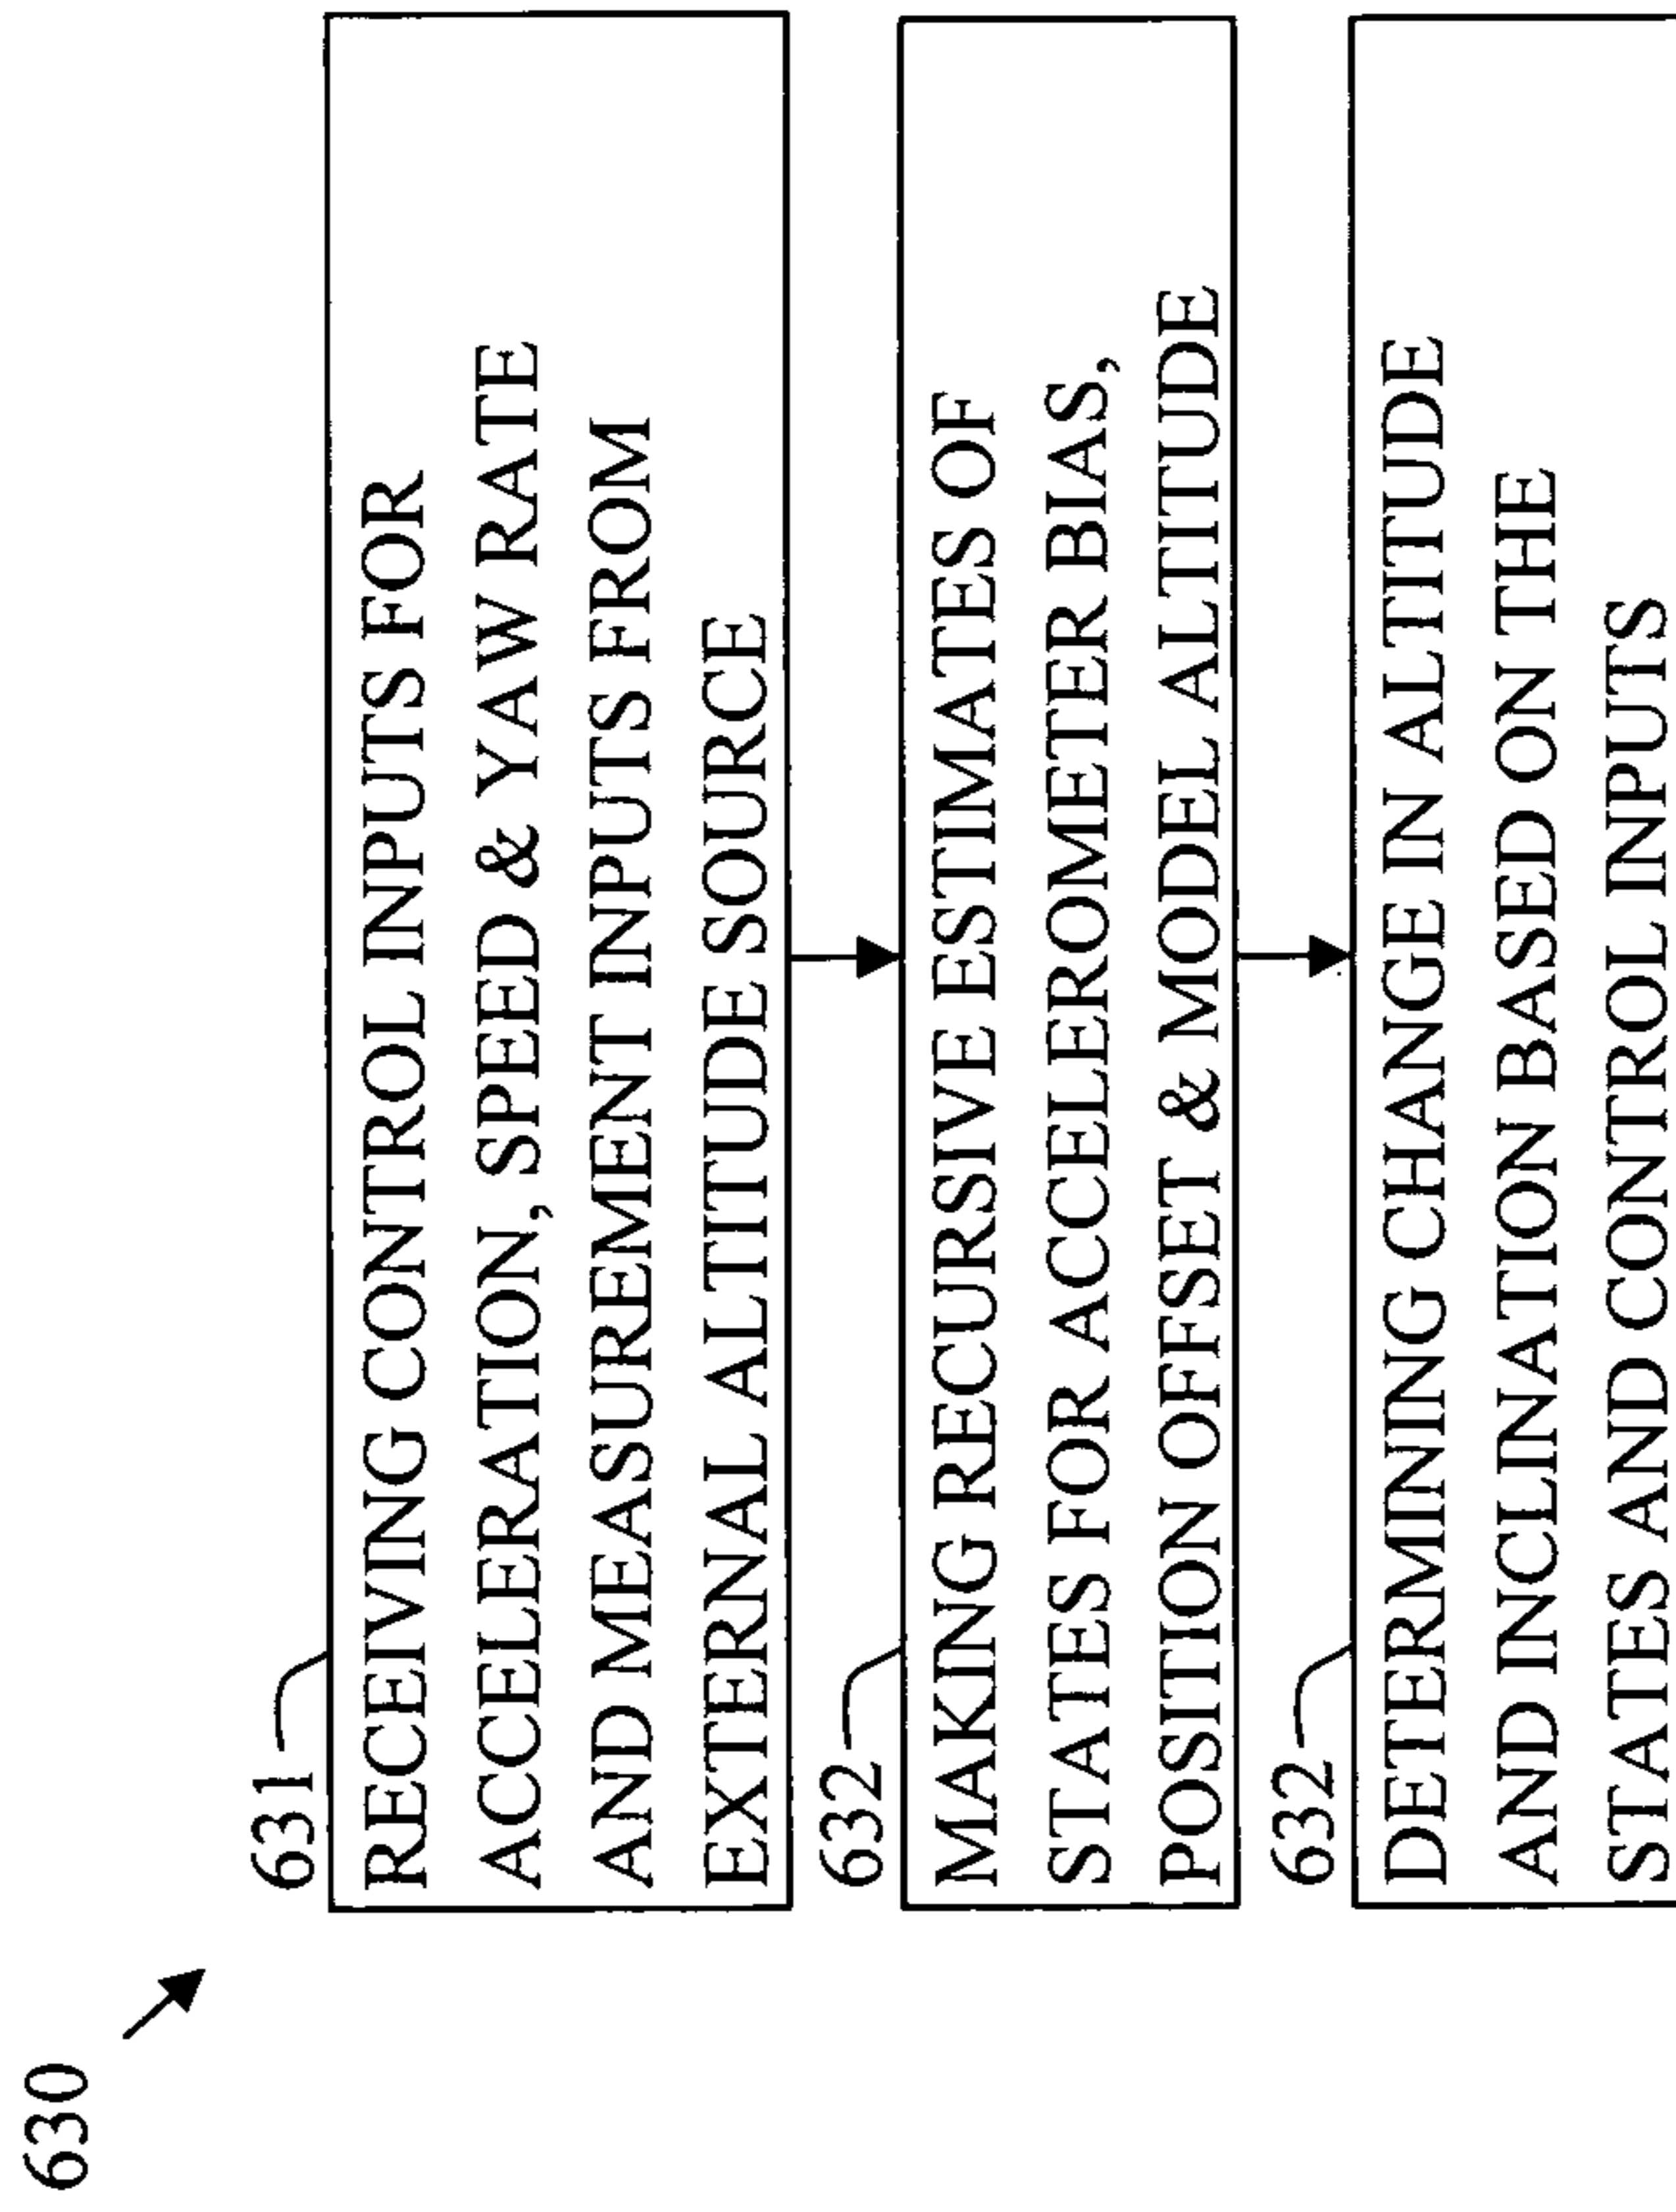 630
631
RECEIVING CONTROL INPUTS FOR
ACCELERATION, SPEED & YAW RATE
AND MEASUREMENT INPUTS FROM
EXTERNAL ALTITUDE SOURCE
632
MAKING RECURSIVE ESTIMATES OF
STATES FOR ACCELEROMETER BIAS,
POSITION OFFSET & MODEL ALTITUDE
632
DETERMINING CHANGE IN ALTITUDE
AND INCLINATION BASED ON THE
STATES AND CONTROL INPUTS